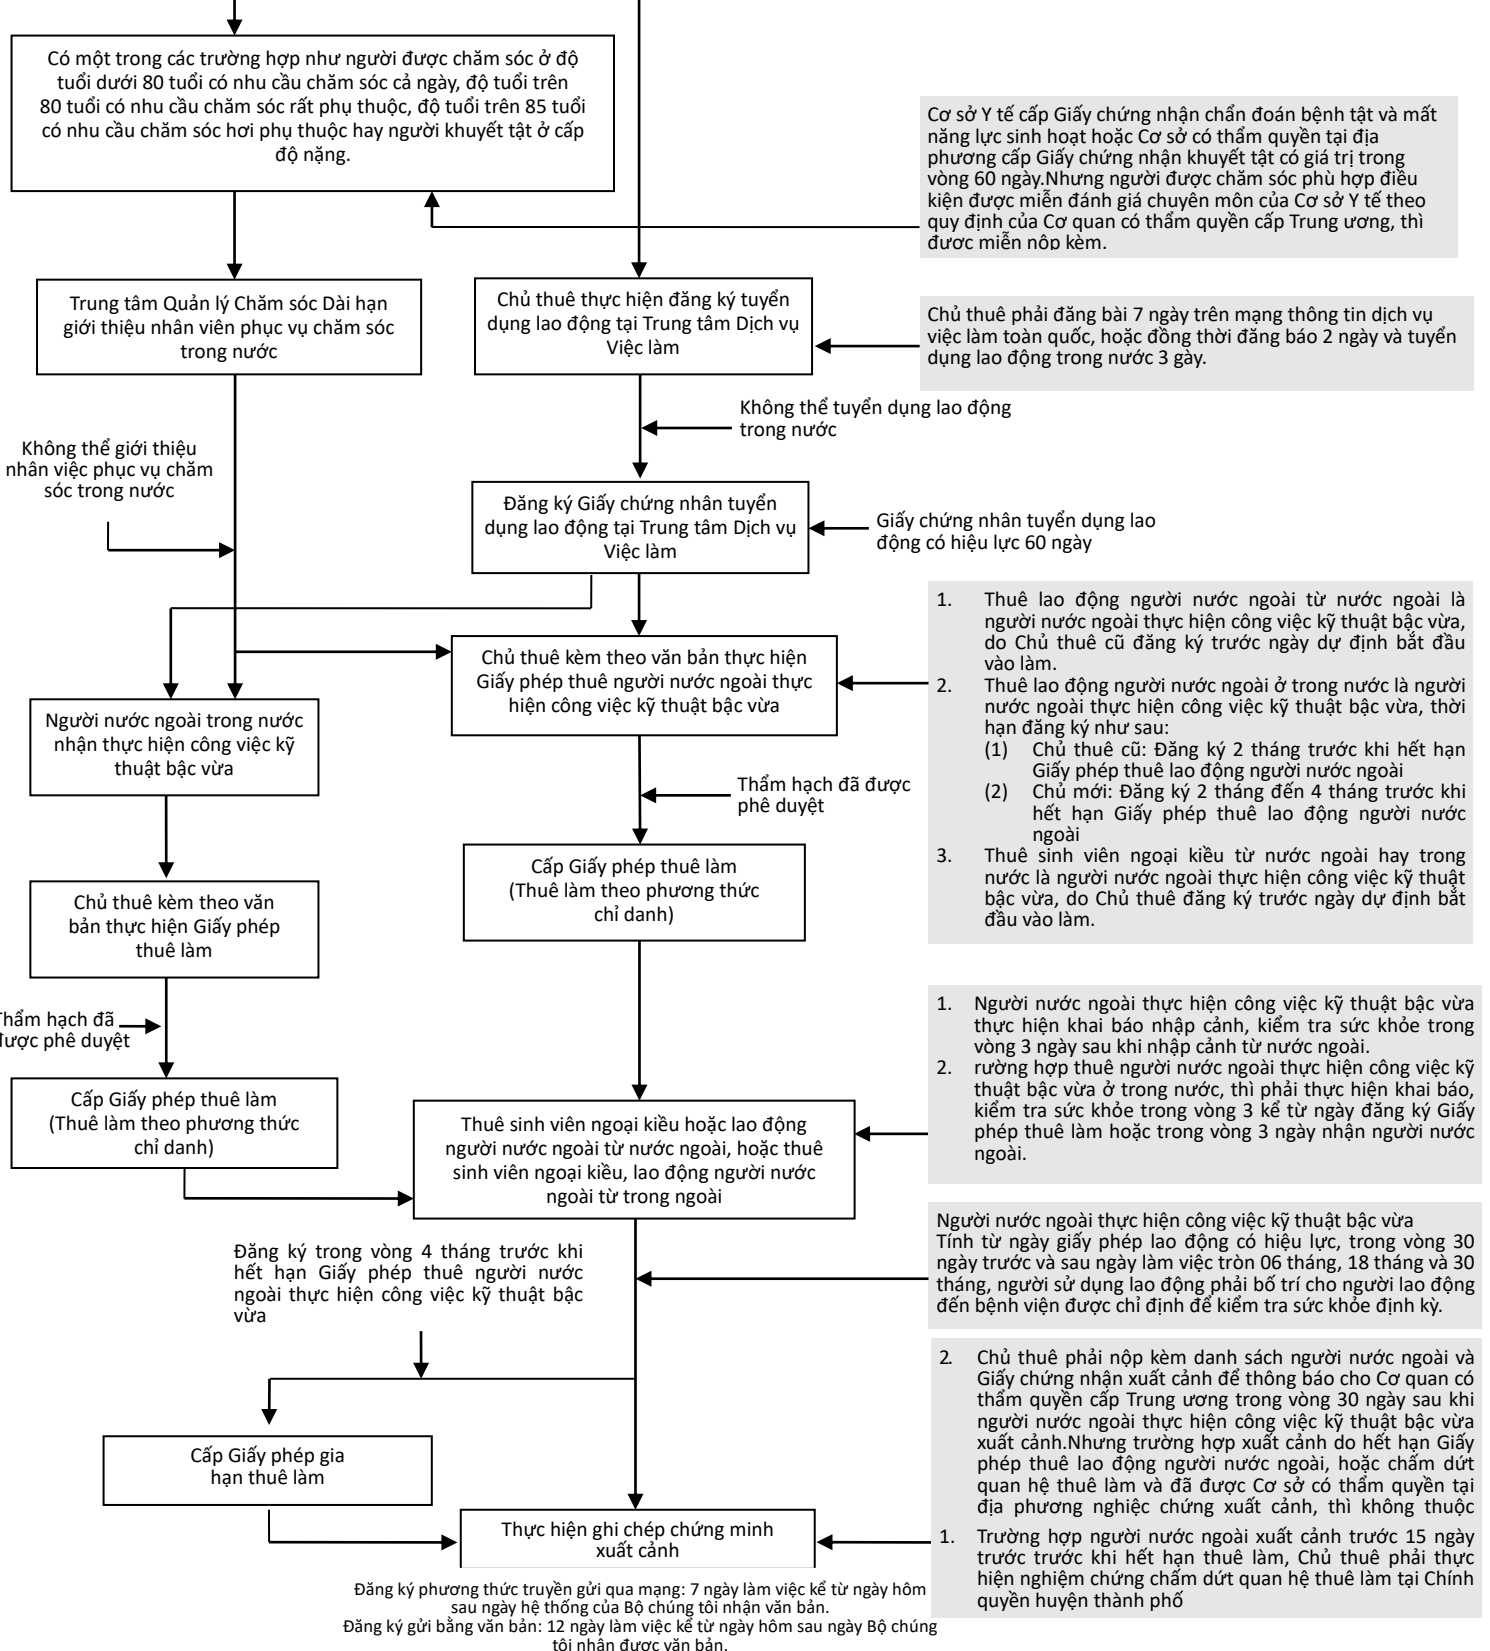 Có một trong các trường hợp như người được chăm sóc ở độ
tuổi dưới 80 tuổi có nhu cầu chăm sóc cả ngày, độ tuổi trên
80 tuổi có nhu cầu chăm sóc rất phụ thuộc, độ tuổi trên 85 tuổi
có nhu cầu chăm sóc hơi phụ thuộc hay người khuyết tật ở cấp
độ nặng.
Cơ sở Y tế cấp Giấy chứng nhận chẩn đoán bệnh tật và mất
năng lực sinh hoạt hoặc Cơ sở có thẩm quyền tại địa
phương cấp Giấy chứng nhận khuyết tật có giá trị trong
vòng 60 ngày.Nhưng người được chăm sóc phù hợp điều
kiện được miễn đánh giá chuyên môn của Cơ sở Y tế theo
quy định của Cơ quan có thẩm quyền cấp Trung ương, thì
được miễn nộp kèm.
Trung tâm Quản lý Chăm sóc Dài hạn
giới thiệu nhân viên phục vụ chăm sóc
trong nước
Chủ thuê thực hiện đăng ký tuyển
dụng lao động tại Trung tâm Dịch vụ
Việc làm
Chủ thuê phải đăng bài 7 ngày trên mạng thông tin dịch vụ
việc làm toàn quốc, hoặc đồng thời đăng báo 2 ngày và tuyển
dụng lao động trong nước 3 gày.
Không thể tuyển dụng lao động
trong nước
Không thể giới thiệu
nhân việc phục vụ chăm
sóc trong nước
Đăng ký Giấy chứng nhân tuyển
dụng lao động tại Trung tâm Dịch vụ
Việc làm
Giấy chứng nhân tuyển dụng lao
động có hiệu lực 60 ngày
1. Thuê lao động người nước ngoài từ nước ngoài là
người nước ngoài thực hiện công việc kỹ thuật bậc vừa,
do Chủ thuê cũ đăng ký trước ngày dự định bắt đầu
vào làm.
2. Thuê lao động người nước ngoài ở trong nước là người
nước ngoài thực hiện công việc kỹ thuật bậc vừa, thời
hạn đăng ký như sau:
(1) Chủ thuê cũ: Đăng ký 2 tháng trước khi hết hạn
Giấy phép thuê lao động người nước ngoài
(2) Chủ mới: Đăng ký 2 tháng đến 4 tháng trước khi
hết hạn Giấy phép thuê lao động người nước
ngoài
3. Thuê sinh viên ngoại kiều từ nước ngoài hay trong
nước là người nước ngoài thực hiện công việc kỹ thuật
bậc vừa, do Chủ thuê đăng ký trước ngày dự định bắt
đầu vào làm.
Chủ thuê kèm theo văn bản thực hiện
Giấy phép thuê người nước ngoài thực
hiện công việc kỹ thuật bậc vừa
Người nước ngoài trong nước
nhận thực hiện công việc kỹ
thuật bậc vừa
Thẩm hạch đã được
phê duyệt
Cấp Giấy phép thuê làm
(Thuê làm theo phương thức
chỉ danh)
Chủ thuê kèm theo văn
bản thực hiện Giấy phép
thuê làm
Thẩm hạch đã
được phê duyệt
Cấp Giấy phép thuê làm
(Thuê làm theo phương thức
chỉ danh)
1. Người nước ngoài thực hiện công việc kỹ thuật bậc vừa
thực hiện khai báo nhập cảnh, kiểm tra sức khỏe trong
vòng 3 ngày sau khi nhập cảnh từ nước ngoài.
2. rường hợp thuê người nước ngoài thực hiện công việc kỹ
thuật bậc vừa ở trong nước, thì phải thực hiện khai báo,
kiểm tra sức khỏe trong vòng 3 kể từ ngày đăng ký Giấy
phép thuê làm hoặc trong vòng 3 ngày nhận người nước
ngoài.
Thuê sinh viên ngoại kiều hoặc lao động
người nước ngoài từ nước ngoài, hoặc thuê
sinh viên ngoại kiều, lao động người nước
ngoài từ trong ngoài
Đăng ký trong vòng 4 tháng trước khi
hết hạn Giấy phép thuê người nước
ngoài thực hiện công việc kỹ thuật bậc
vừa
Người nước ngoài thực hiện công việc kỹ thuật bậc vừa
Tính từ ngày giấy phép lao động có hiệu lực, trong vòng 30
ngày trước và sau ngày làm việc tròn 06 tháng, 18 tháng và 30
tháng, người sử dụng lao động phải bố trí cho người lao động
đến bệnh viện được chỉ định để kiểm tra sức khỏe định kỳ.
2. Chủ thuê phải nộp kèm danh sách người nước ngoài và
Giấy chứng nhận xuất cảnh để thông báo cho Cơ quan có
thẩm quyền cấp Trung ương trong vòng 30 ngày sau khi
người nước ngoài thực hiện công việc kỹ thuật bậc vừa
xuất cảnh.Nhưng trường hợp xuất cảnh do hết hạn Giấy
phép thuê lao động người nước ngoài, hoặc chấm dứt
quan hệ thuê làm và đã được Cơ sở có thẩm quyền tại
địa phương nghiệc chứng xuất cảnh, thì không thuộc
1. Trường hợp người nước ngoài xuất cảnh trước 15 ngày
trước trước khi hết hạn thuê làm, Chủ thuê phải thực
hiện nghiệm chứng chấm dứt quan hệ thuê làm tại Chính
quyền huyện thành phố
Cấp Giấy phép gia
hạn thuê làm
Thực hiện ghi chép chứng minh
xuất cảnh
Đăng ký phương thức truyền gửi qua mạng: 7 ngày làm việc kể từ ngày hôm
sau ngày hệ thống của Bộ chúng tôi nhận văn bản.
Đăng ký gửi bằng văn bản: 12 ngày làm việc kể từ ngày hôm sau ngày Bộ chúng
tôi nhận được văn bản.